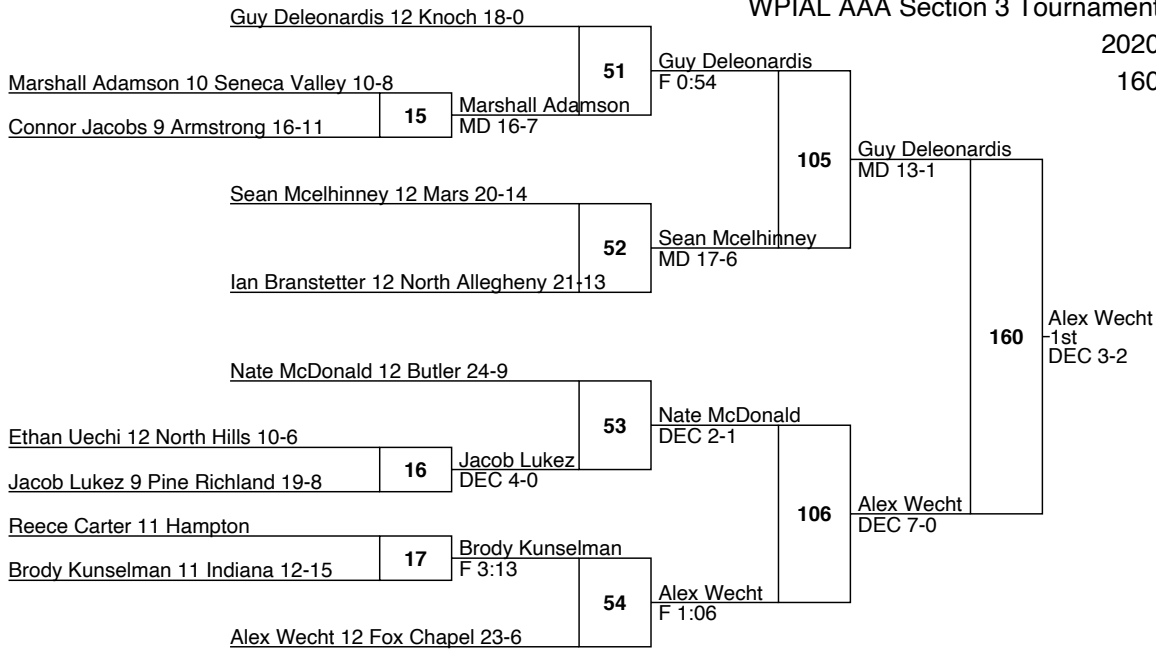 WPIAL AAA Section 3 Tournament
2020
160
Guy Deleonardis 12 Knoch 18-0
51
Guy Deleonardis
F 0:54
Marshall Adamson 10 Seneca Valley 10-8
15
Marshall Adamson
MD 16-7
Connor Jacobs 9 Armstrong 16-11
105
Guy Deleonardis
MD 13-1
Sean Mcelhinney 12 Mars 20-14
52
Sean Mcelhinney
MD 17-6
Ian Branstetter 12 North Allegheny 21-13
160
Alex Wecht
1st
DEC 3-2
Nate McDonald 12 Butler 24-9
53
Nate McDonald
DEC 2-1
Ethan Uechi 12 North Hills 10-6
16
Jacob Lukez
DEC 4-0
Jacob Lukez 9 Pine Richland 19-8
106
Alex Wecht
DEC 7-0
Reece Carter 11 Hampton
17
Brody Kunselman
F 3:13
Brody Kunselman 11 Indiana 12-15
54
Alex Wecht
F 1:06
Alex Wecht 12 Fox Chapel 23-6